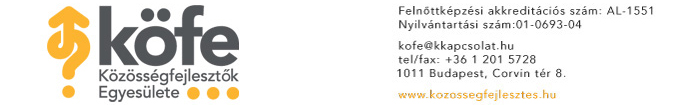 köfe
Közösségfejlesztők
Egyesülete
Felnőttképzési akkreditációs szám: AL-1551
Nyilvántartási szám:01-0693-04
kofe@kkapcsolat.hu
tel/fax: +36 1 201 5728
1011 Budapest, Corvin tér 8.
www.kozossegfejlesztes.hu